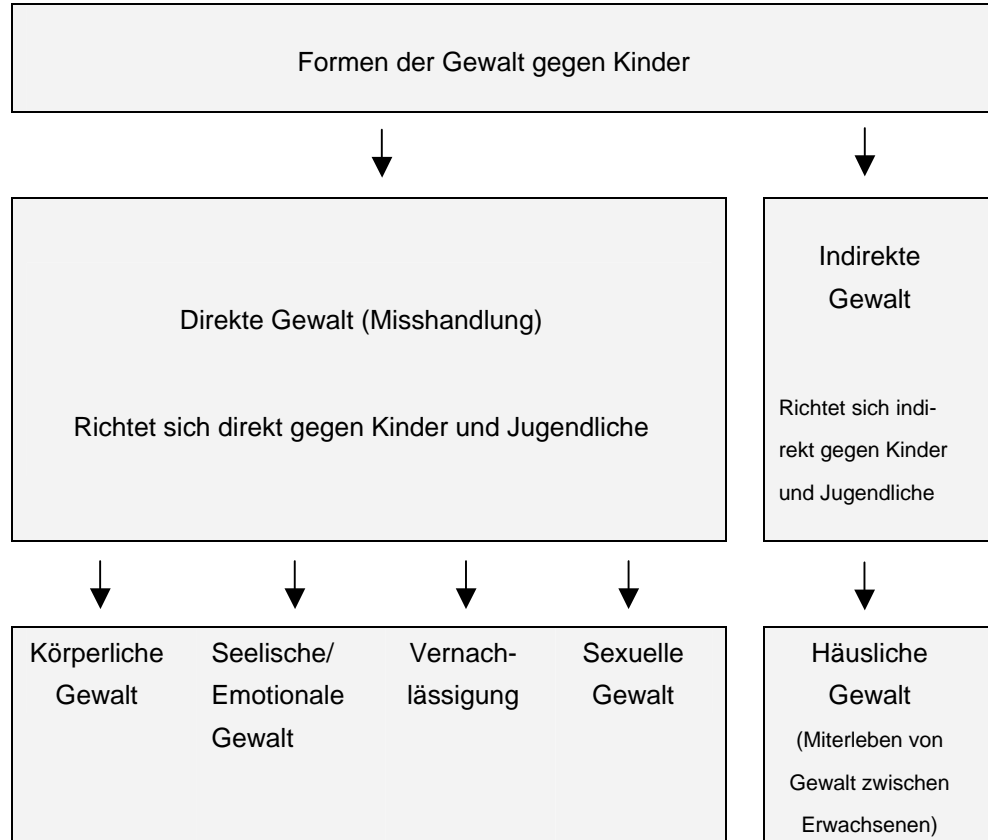 Formen der Gewalt gegen Kinder
Direkte Gewalt (Misshandlung)
Richtet sich direkt gegen Kinder und Jugendliche
Indirekte
Gewalt
Richtet sich indi-
rekt gegen Kinder
und Jugendliche
Körperliche
Gewalt
Seelische/
Emotionale
Gewalt
Vernach-
lässigung
Sexuelle
Gewalt
Häusliche
Gewalt
(Miterleben von
Gewalt zwischen
Erwachsenen)